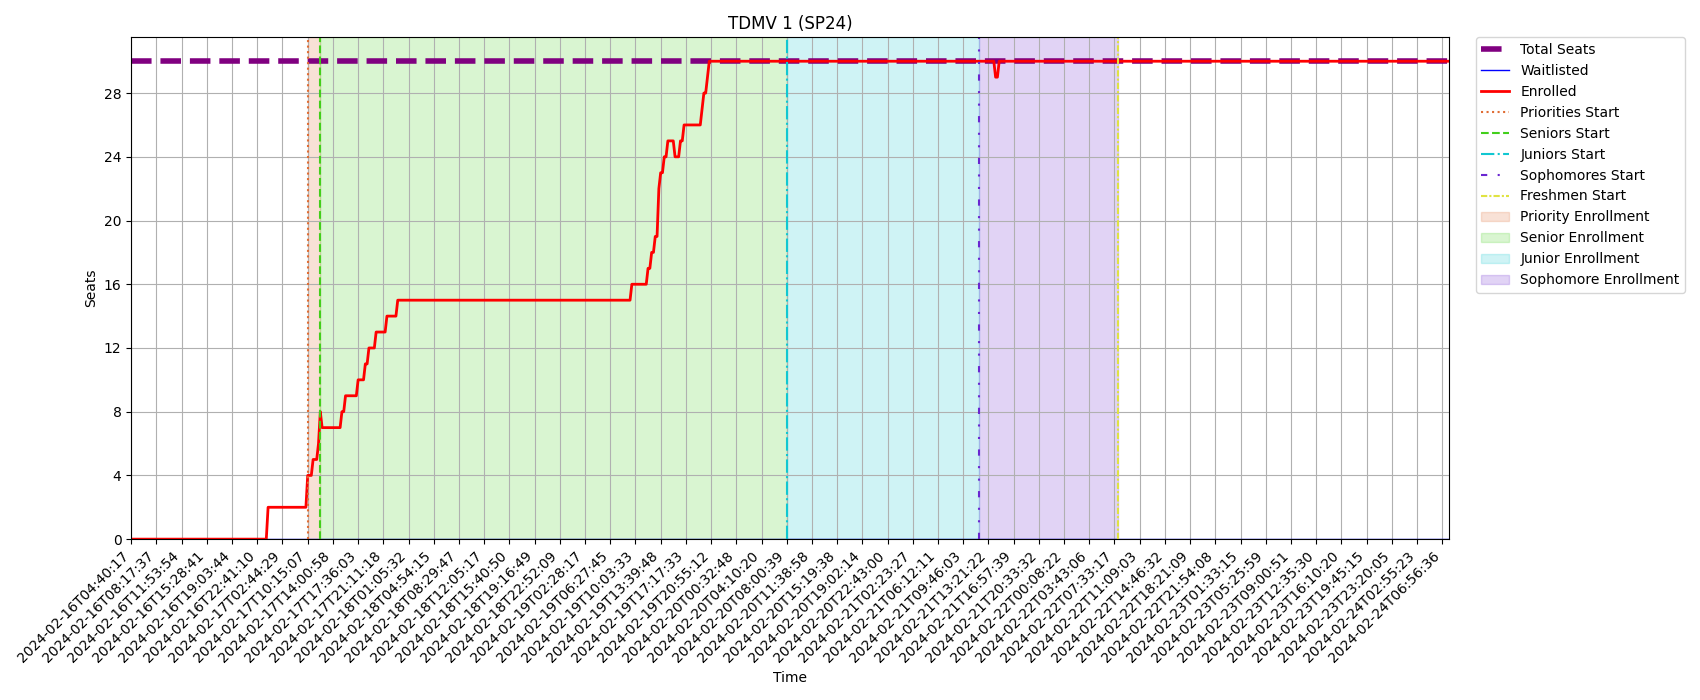 TDMV 1 (SP24)
Total Seats
Waitlisted
Enrolled
Priorities Start
Seniors Start
Juniors Start
Sophomores Start
Freshmen Start
Priority Enrollment
Senior Enrollment
Junior Enrollment
Sophomore Enrollment
Seats
28
24
20
16
12
8
4
0
2024-02-16T04:40:17
2024-02-16T08:17:37
2024-02-16T11:53:54
2024-02-16T15:28:41
2024-02-16T19:03:44
2024-02-16T22:41:10
2024-02-17T02:44:29
2024-02-17T10:15:07
2024-02-17T14:00:58
2024-02-17T17:36:03
2024-02-17T21:11:18
2024-02-18T01:05:32
2024-02-18T04:54:15
2024-02-18T08:29:47
2024-02-18T12:05:17
2024-02-18T15:40:50
2024-02-18T19:16:49
2024-02-18T22:52:09
2024-02-19T02:28:17
2024-02-19T06:27:45
2024-02-19T10:03:33
2024-02-19T13:39:48
2024-02-19T17:17:33
2024-02-19T20:55:12
2024-02-20T00:32:48
2024-02-20T04:10:20
2024-02-20T08:00:39
2024-02-20T11:38:58
2024-02-20T15:19:38
2024-02-20T19:02:14
2024-02-20T22:43:00
2024-02-21T02:23:27
2024-02-21T06:12:11
2024-02-21T09:46:03
2024-02-21T13:21:22
2024-02-21T16:57:39
2024-02-21T20:33:32
2024-02-22T00:08:22
2024-02-22T03:43:06
2024-02-22T07:33:17
2024-02-22T11:09:03
2024-02-22T14:46:32
2024-02-22T18:21:09
2024-02-22T21:54:08
2024-02-23T01:33:15
2024-02-23T05:25:59
2024-02-23T09:00:51
2024-02-23T12:35:30
2024-02-23T16:10:20
2024-02-23T19:45:15
2024-02-23T23:20:05
2024-02-24T02:55:23
2024-02-24T06:56:36
Time